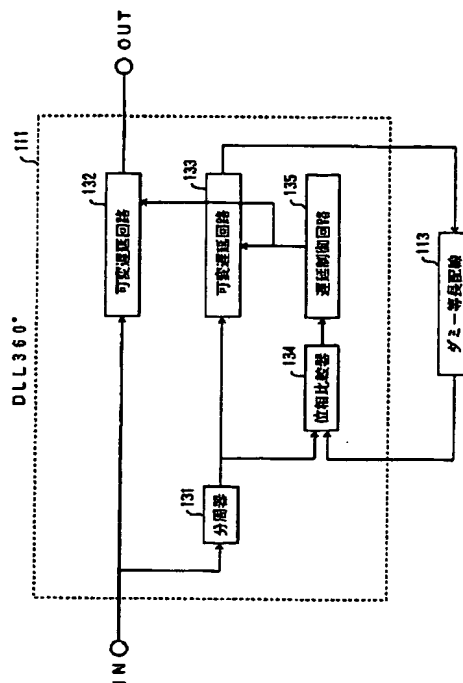 DLL360°
111
IN
OUT
132
可変遅延回路
131
分周器
133
可変遅延回路
134
位相比較器
135
遅延制御回路
113
ダミー等長配線